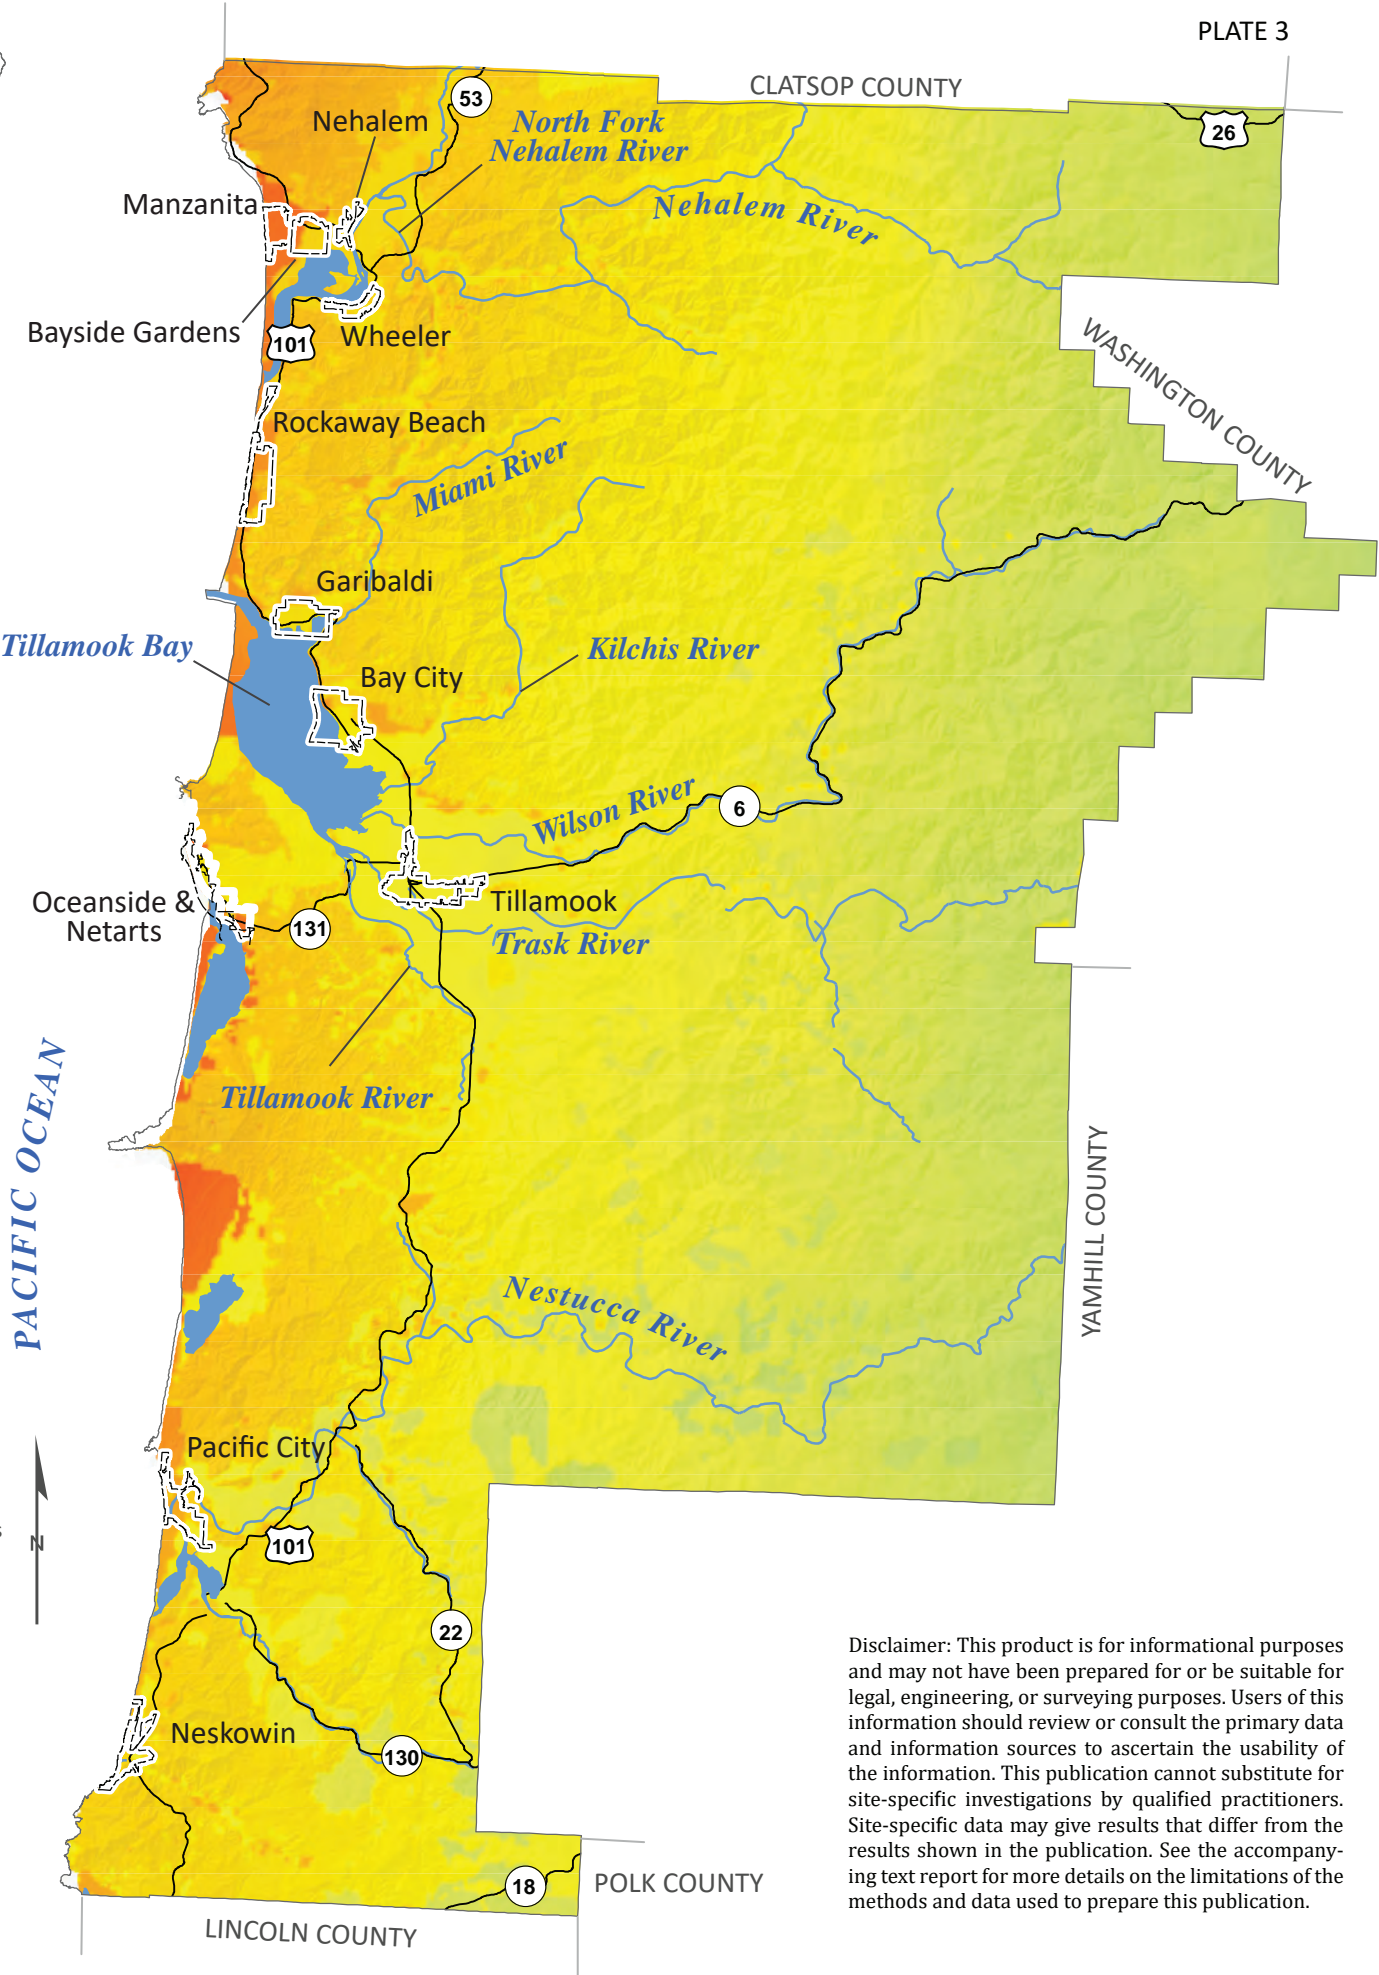 PLATE 3
CLATSOP COUNTY
53
26
Nehalem
North Fork
Nehalem River
Manzanita
Nehalem River
Bayside Gardens
101
Wheeler
WASHINGTON COUNTY
Rockaway Beach
Miami River
Garibaldi
Tillamook Bay
Kilchis River
Bay City
Wilson River
6
Oceanside &
Netarts
131
Tillamook
Trask River
PACIFIC OCEAN
Tillamook River
YAMHILL COUNTY
Nestucca River
Pacific City
N
101
22
Neskowin
130
18
POLK COUNTY
LINCOLN COUNTY
Disclaimer: This product is for informational purposes
and may not have been prepared for or be suitable for
legal, engineering, or surveying purposes. Users of this
information should review or consult the primary data
and information sources to ascertain the usability of
the information. This publication cannot substitute for
site-specific investigations by qualified practitioners.
Site-specific data may give results that differ from the
results shown in the publication. See the accompany-
ing text report for more details on the limitations of the
methods and data used to prepare this publication.